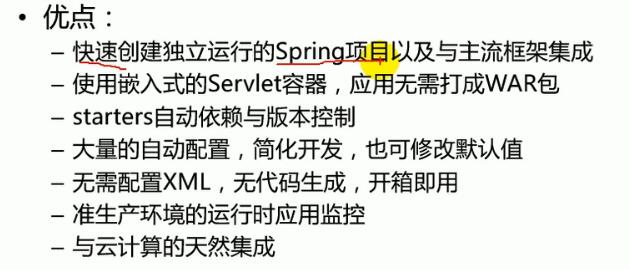 • 优点：
– 快速创建独立运行的Spring项目以及与主流框架集成
– 使用嵌入式的Servlet容器，应用无需打成WAR包
– starters自动依赖与版本控制
– 大量的自动配置，简化开发，也可修改默认值
– 无需配置XML，无代码生成，开箱即用
– 准生产环境的运行时应用监控
– 与云计算的天然集成